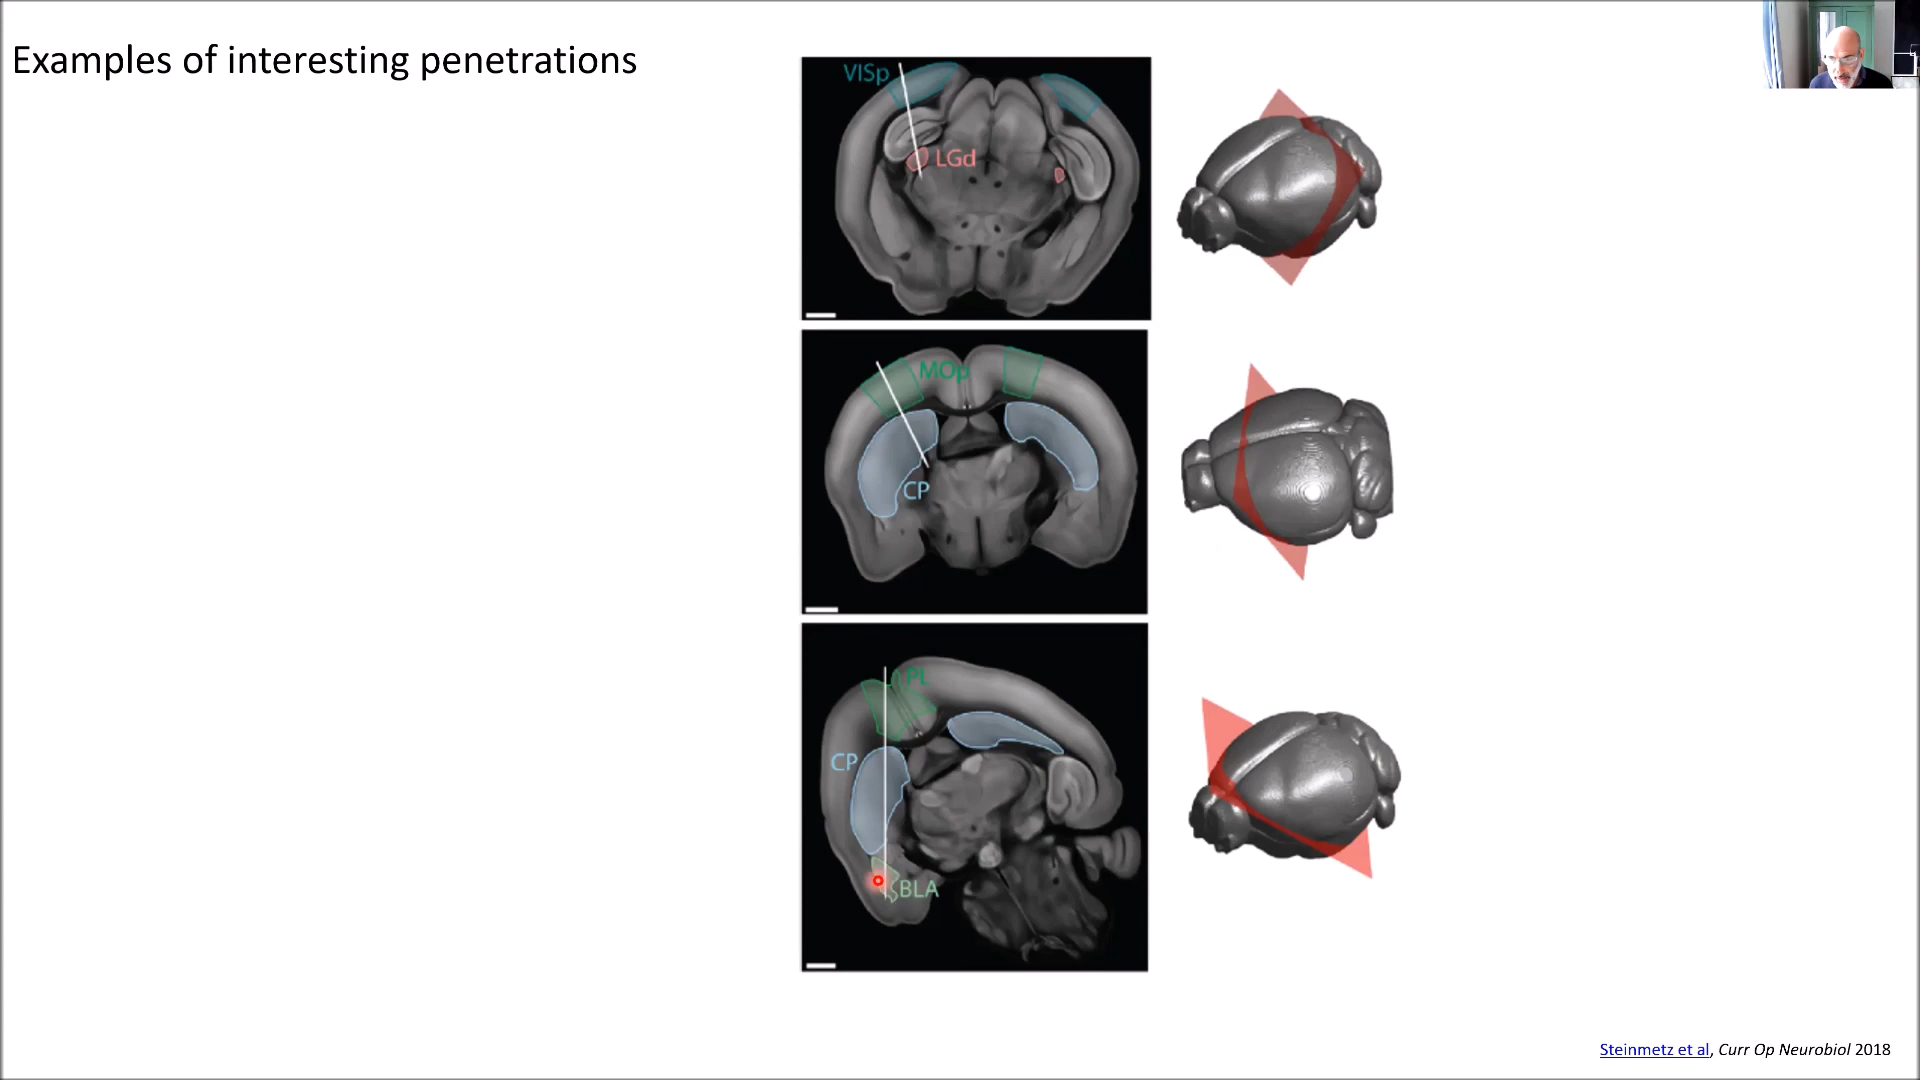 Examples of interesting penetrations
VISp
LGd
MOp
CP
PL
CP
BLA
Steinmetz et al, Curr Op Neurobiol 2018